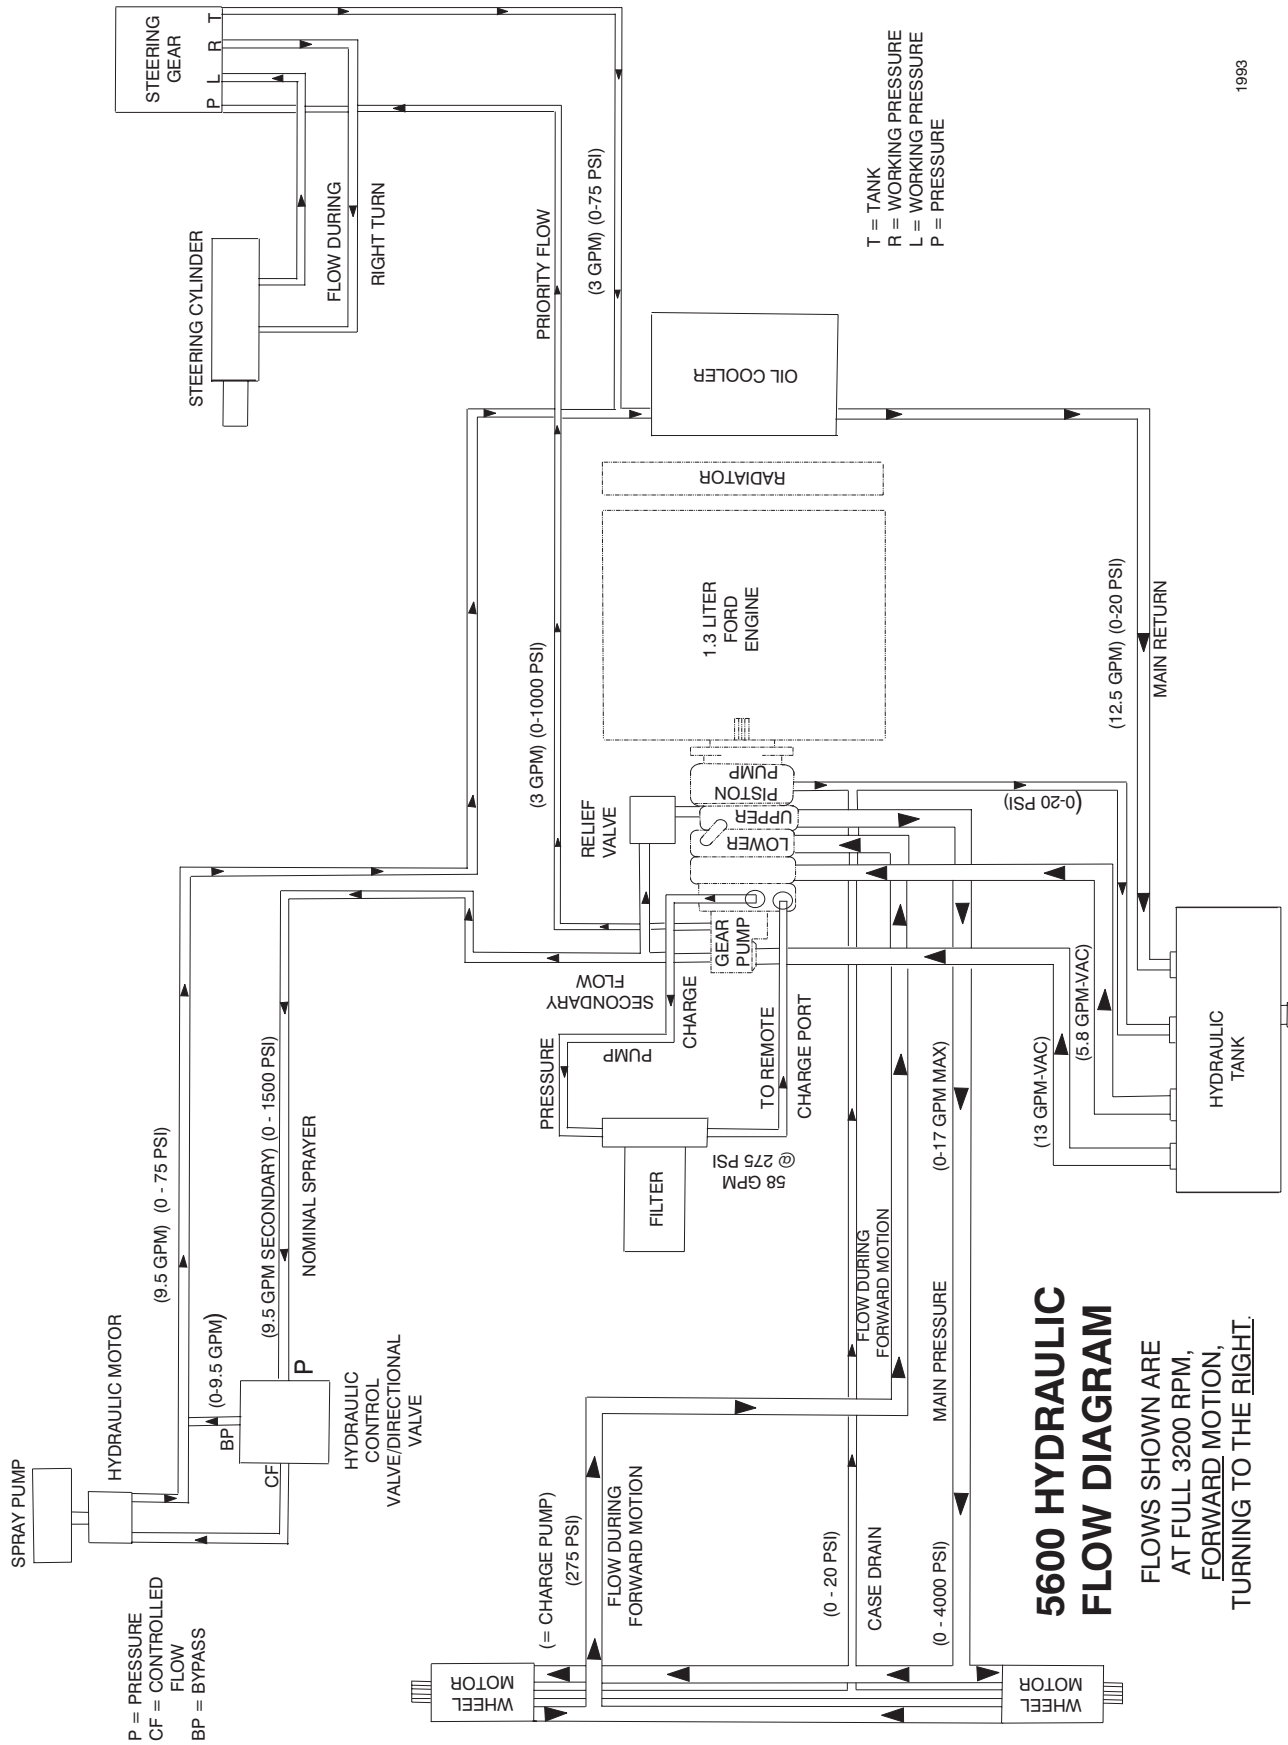 SPRAY PUMP
HYDRAULIC MOTOR
P = PRESSURE
CF = CONTROLLED
FLOW
BP = BYPASS
(9.5 GPM) (0 - 75 PSI)
(0-9.5 GPM)
BP
CF
P
(9.5 GPM SECONDARY) (0 - 1500 PSI)
NOMINAL SPRAYER
HYDRAULIC
CONTROL
VALVE/DIRECTIONAL
VALVE
STEERING
GEAR
P L R T
STEERING CYLINDER
FLOW DURING
RIGHT TURN
PRIORITY FLOW
(3 GPM) (0-1000 PSI)
(3 GPM) (0-75 PSI)
T = TANK
R = WORKING PRESSURE
L = WORKING PRESSURE
P = PRESSURE
1993
OIL COOLER
RADIATOR
1.3 LITER
FORD
ENGINE
PISTON
PUMP
UPPER
LOWER
RELIEF
VALVE
GEAR
PUMP
SECONDARY
FLOW
CHARGE
PUMP
PRESSURE
TO REMOTE
CHARGE PORT
FILTER
58 GPM
@ 275 PSI
(12.5 GPM) (0-20 PSI)
MAIN RETURN
(0-20 PSI)
(5.8 GPM-VAC)
(13 GPM-VAC)
HYDRAULIC
TANK
(0-17 GPM MAX)
MAIN PRESSURE
FLOW DURING
FORWARD MOTION
(= CHARGE PUMP)
(275 PSI)
FLOW DURING
FORWARD MOTION
(0 - 20 PSI)
CASE DRAIN
(0 - 4000 PSI)
WHEEL
MOTOR
WHEEL
MOTOR
5600 HYDRAULIC
FLOW DIAGRAM
FLOWS SHOWN ARE
AT FULL 3200 RPM,
FORWARD MOTION,
TURNING TO THE RIGHT.